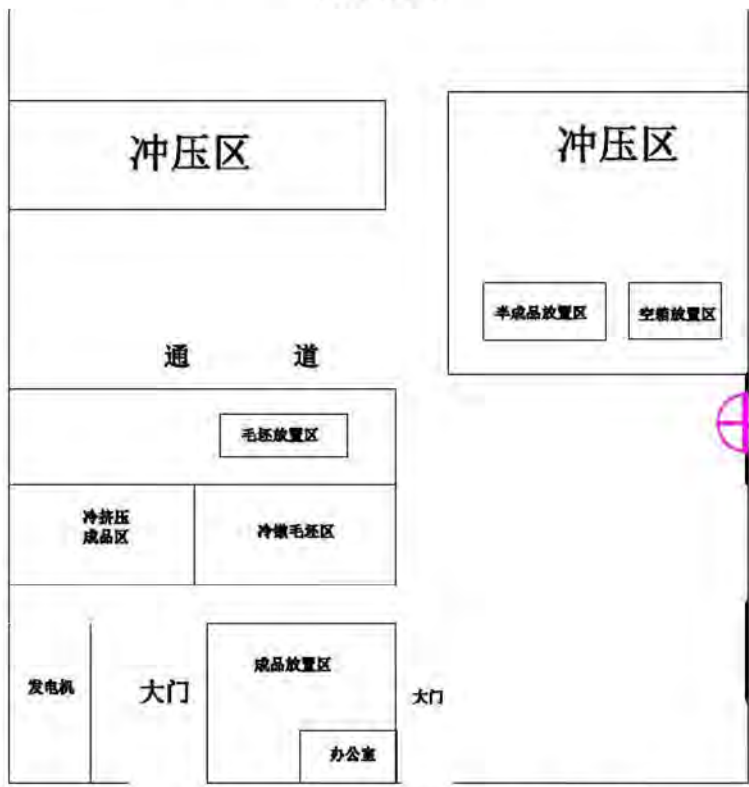 冲压区
冲压区
半成品放置区
空箱放置区
通 道
毛坯放置区
冷挤压
成品区
冷镦毛坯区
成品放置区
发电机
大门
大门
办公室